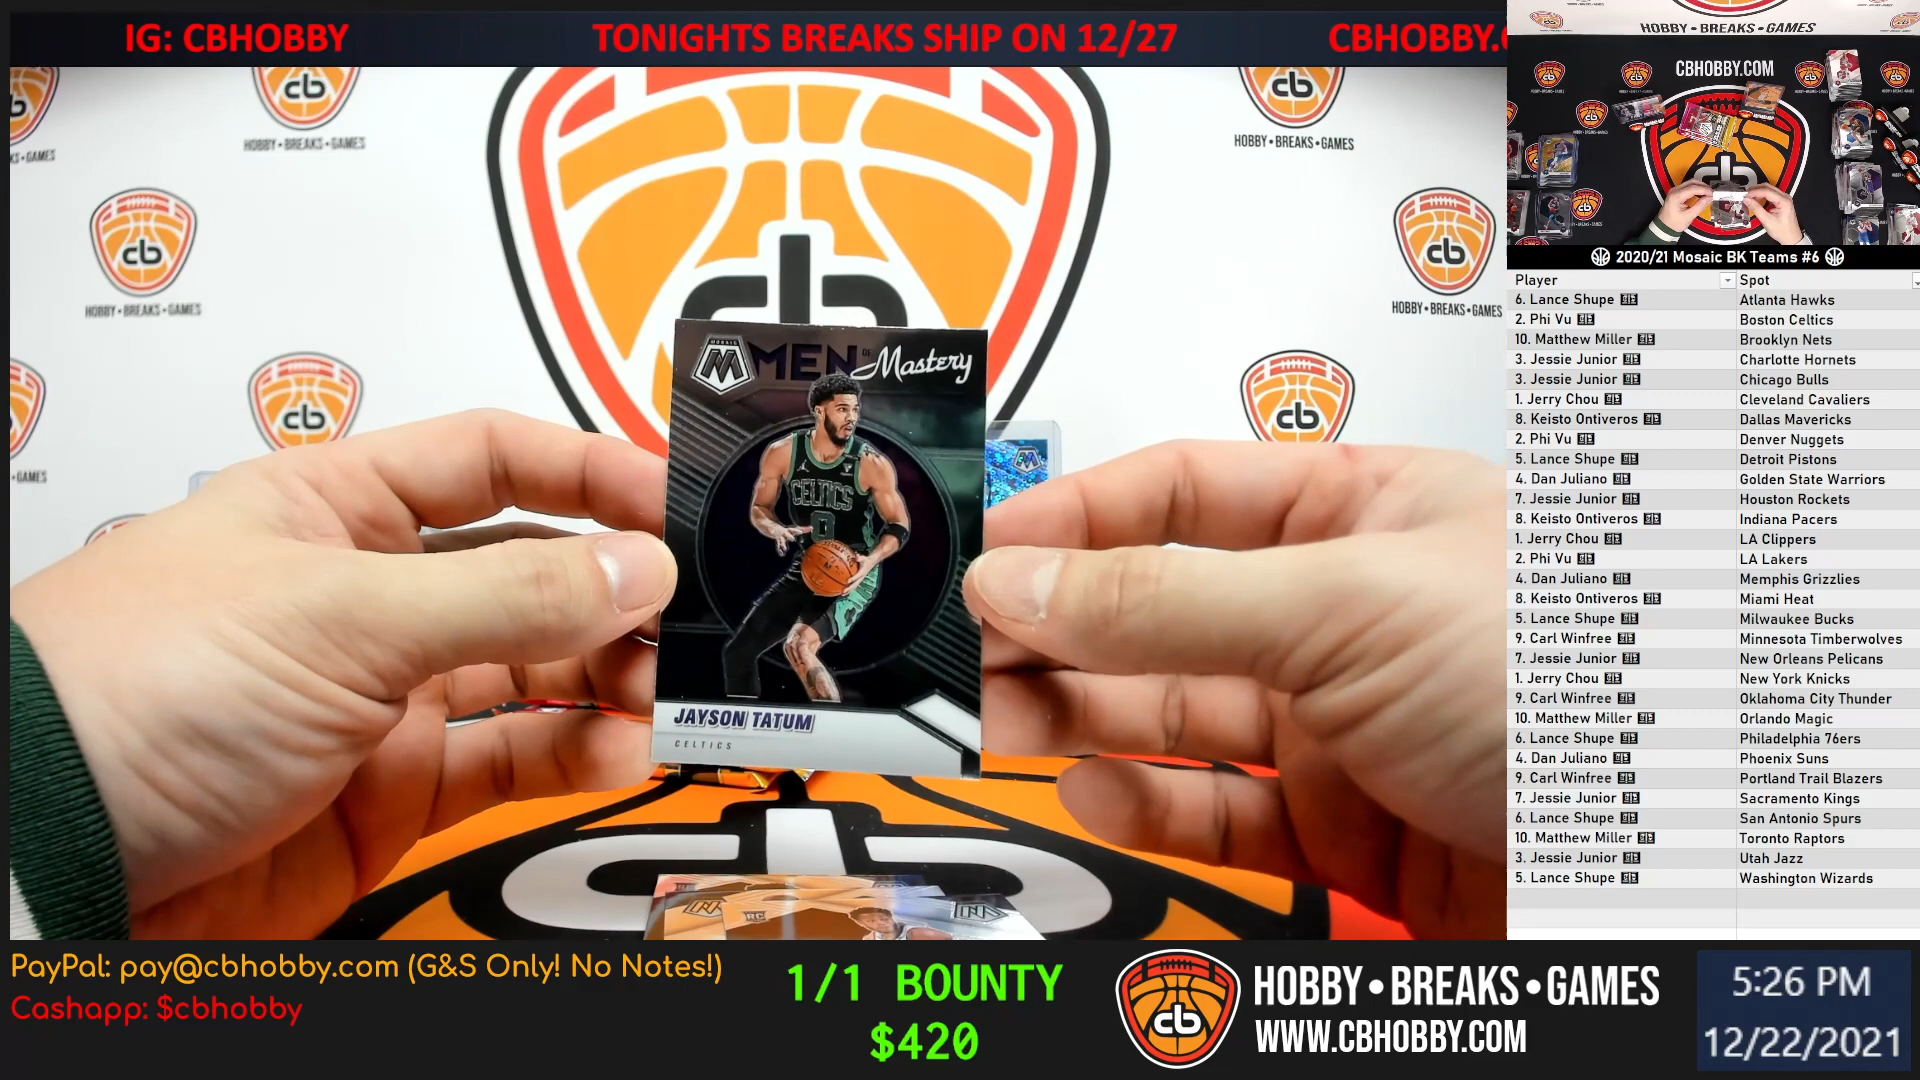 IG: CBHOBBY
TONIGHTS BREAKS SHIP ON 12/27
CBHOBBY.
HOBBY • BREAKS • GAMES
cb
HOBBY • BREAKS • GAMES
cb
HOBBY • BREAKS • GAMES
cb
HOBBY • BREAKS • GAMES
cb
HOBBY • BREAKS • GAMES
cb
cb
cb
MOSAIC
M
MEN OF Mastery
CELTICS
0
JAYSON TATUM
CELTICS
RC
CBHOBBY.COM
2020/21 Mosaic BK Teams #6
Player Spot
6. Lance Shupe Atlanta Hawks
2. Phi Vu Boston Celtics
10. Matthew Miller Brooklyn Nets
3. Jessie Junior Charlotte Hornets
3. Jessie Junior Chicago Bulls
1. Jerry Chou Cleveland Cavaliers
8. Keisto Ontiveros Dallas Mavericks
2. Phi Vu Denver Nuggets
5. Lance Shupe Detroit Pistons
4. Dan Juliano Golden State Warriors
7. Jessie Junior Houston Rockets
8. Keisto Ontiveros Indiana Pacers
1. Jerry Chou LA Clippers
2. Phi Vu LA Lakers
4. Dan Juliano Memphis Grizzlies
8. Keisto Ontiveros Miami Heat
5. Lance Shupe Milwaukee Bucks
9. Carl Winfree Minnesota Timberwolves
7. Jessie Junior New Orleans Pelicans
1. Jerry Chou New York Knicks
9. Carl Winfree Oklahoma City Thunder
10. Matthew Miller Orlando Magic
6. Lance Shupe Philadelphia 76ers
4. Dan Juliano Phoenix Suns
9. Carl Winfree Portland Trail Blazers
7. Jessie Junior Sacramento Kings
6. Lance Shupe San Antonio Spurs
10. Matthew Miller Toronto Raptors
3. Jessie Junior Utah Jazz
5. Lance Shupe Washington Wizards
PayPal: pay@cbhobby.com (G&S Only! No Notes!)
Cashapp: $cbhobby
1/1 BOUNTY
$420
cb
HOBBY • BREAKS • GAMES
WWW.CBHOBBY.COM
5:26 PM
12/22/2021